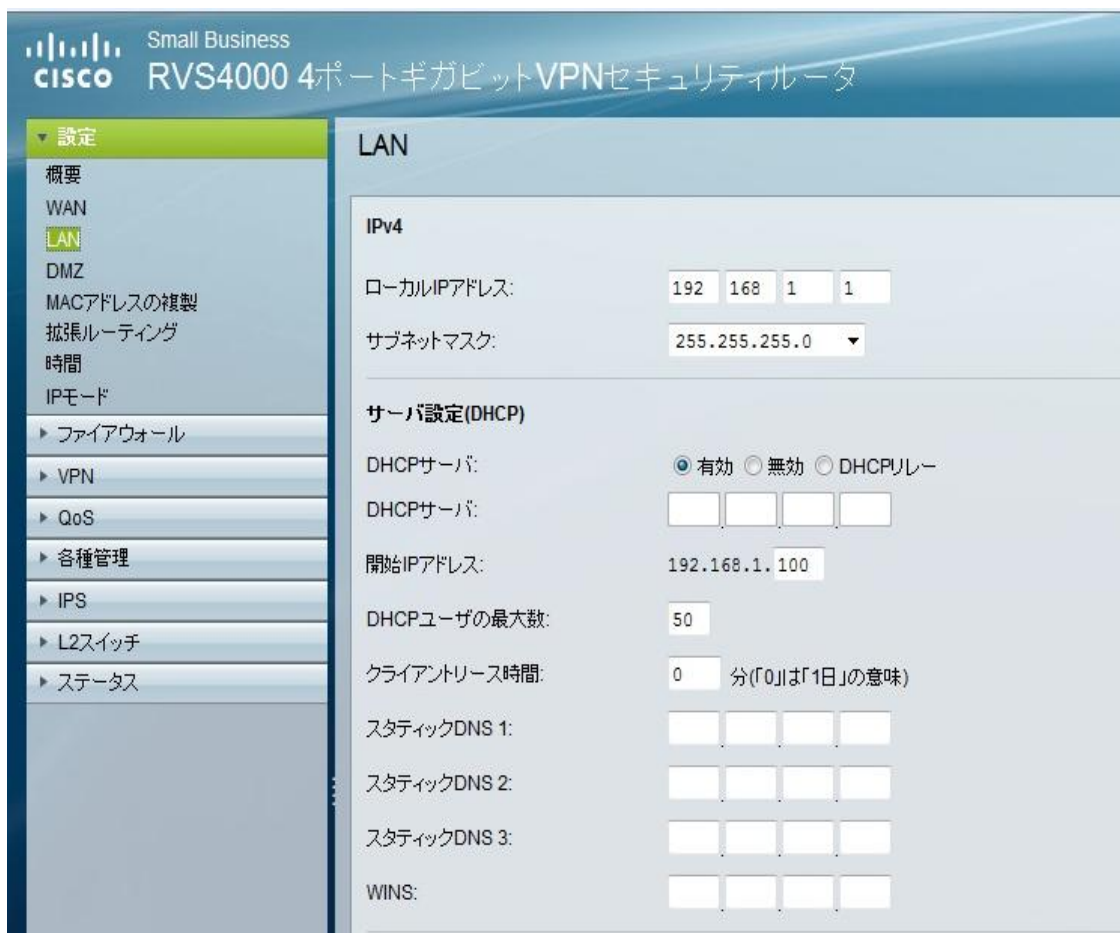 Small Business
CISCO RVS4000 4ポートギガビットVPNセキュリティルータ
設定
概要
WAN
LAN
DMZ
MACアドレスの複製
拡張ルーティング
時間
IPモード
ファイアウォール
VPN
QoS
各種管理
IPS
L2スイッチ
ステータス
LAN
IPv4
ローカルIPアドレス: 192 168 1 1
サブネットマスク: 255.255.255.0
サーバ設定(DHCP)
DHCPサーバ: 有効 無効 DHCPリレー
DHCPサーバ: . . .
開始IPアドレス: 192.168.1. 100
DHCPユーザの最大数: 50
クライアントリース時間: 0 分(「0」は「1日」の意味)
スタティックDNS 1: . . .
スタティックDNS 2: . . .
スタティックDNS 3: . . .
WINS: . . .